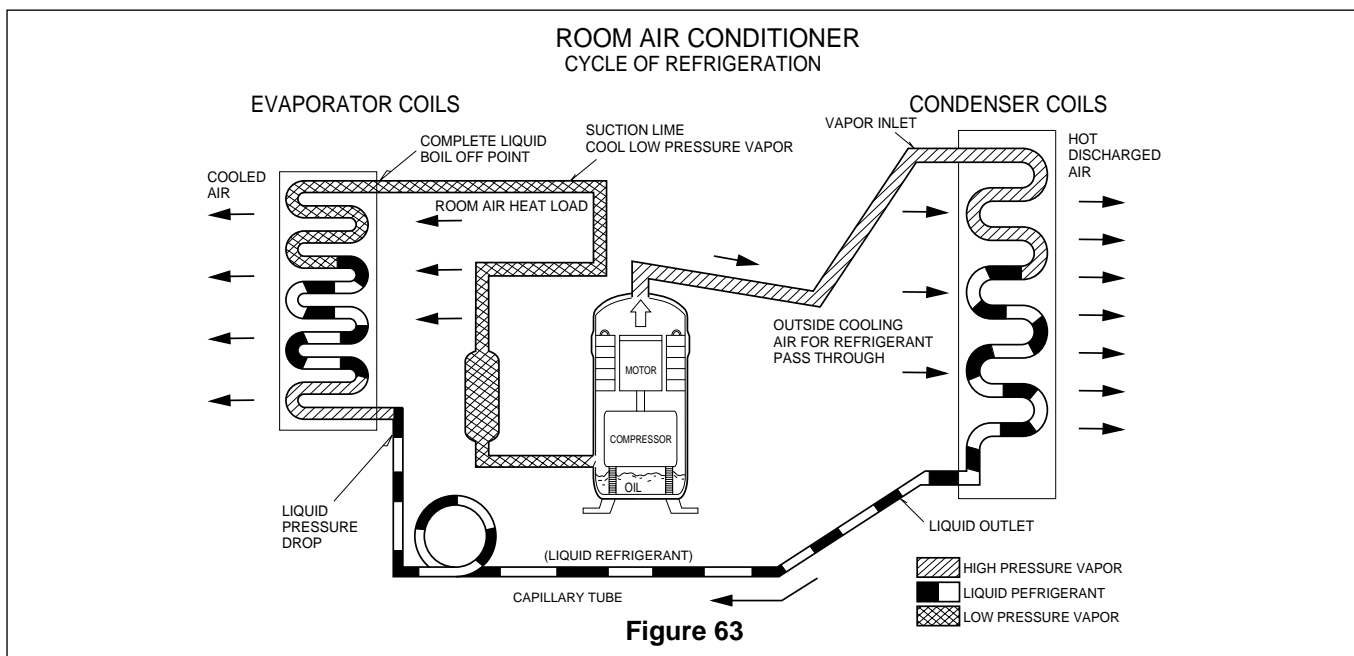 ROOM AIR CONDITIONER
CYCLE OF REFRIGERATION
EVAPORATOR COILS
CONDENSER COILS
COMPLETE LIQUID
BOIL OFF POINT
SUCTION LIME
COOL LOW PRESSURE VAPOR
VAPOR INLET
HOT
DISCHARGED
AIR
COOLED
AIR
ROOM AIR HEAT LOAD
OUTSIDE COOLING
AIR FOR REFRIGERANT
PASS THROUGH
MOTOR
COMPRESSOR
OIL
LIQUID
PRESSURE
DROP
(LIQUID REFRIGERANT)
CAPILLARY TUBE
LIQUID OUTLET
HIGH PRESSURE VAPOR
LIQUID PEFRIGERANT
LOW PRESSURE VAPOR
Figure 63